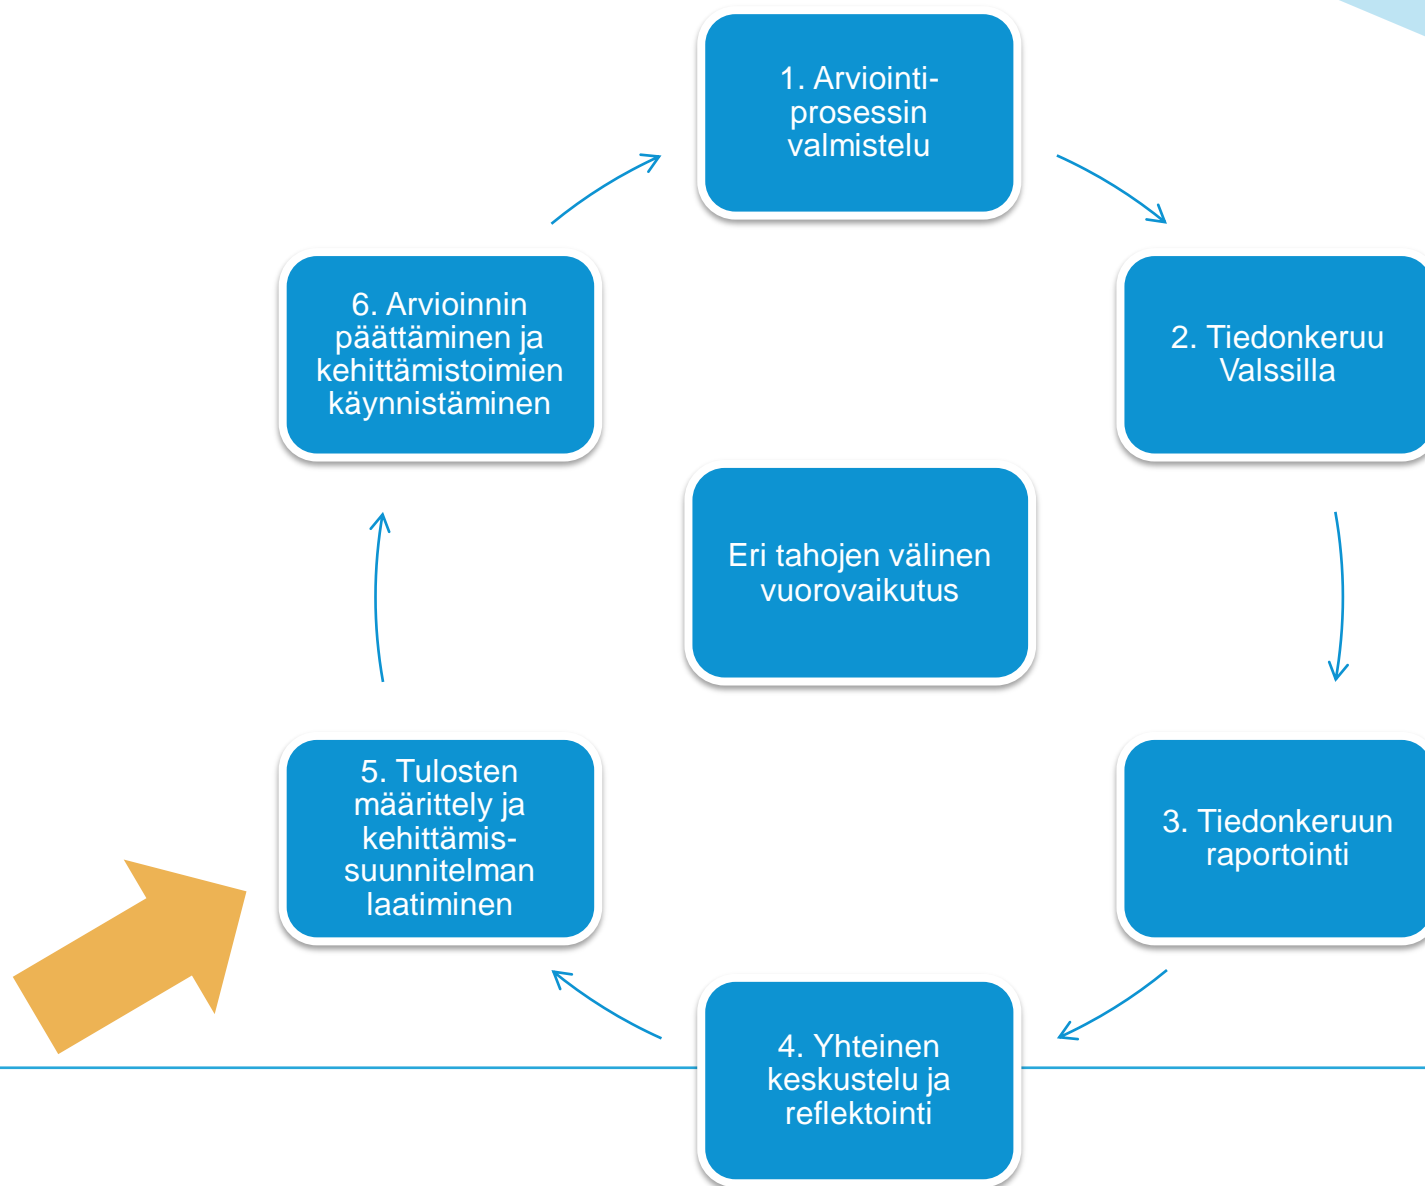 1. Arviointi-
prosessin
valmistelu
2. Tiedonkeruu
Valssilla
3. Tiedonkeruun
raportointi
4. Yhteinen
keskustelu ja
reflektointi
5. Tulosten
määrittely ja
kehittämis-
suunnitelman
laatiminen
6. Arvioinnin
päättäminen ja
kehittämistoimien
käynnistäminen
Eri tahojen välinen
vuorovaikutus